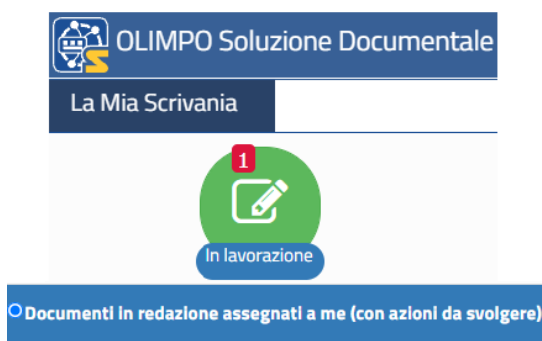 OLIMPO Soluzione Documentale
La Mia Scrivania
1
In lavorazione
Documenti in redazione assegnati a me (con azioni da svolgere)